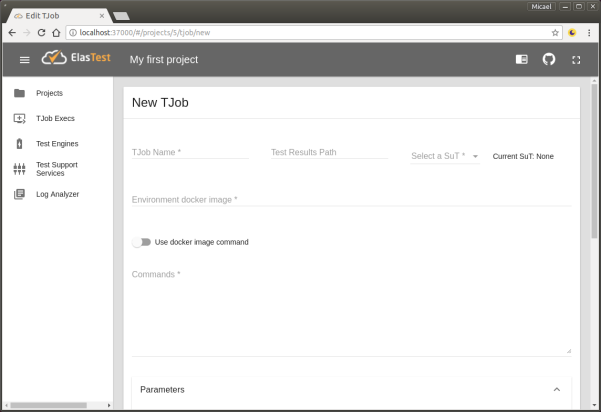 Micael
Edit TJob
localhost:37000/#/projects/5/tjob/new
ElasTest
My first project
Projects
TJob Execs
Test Engines
Test Support
Services
Log Analyzer
New TJob
TJob Name *
Test Results Path
Select a SuT *
Current SuT: None
Environment docker image *
Use docker image command
Commands *
Parameters